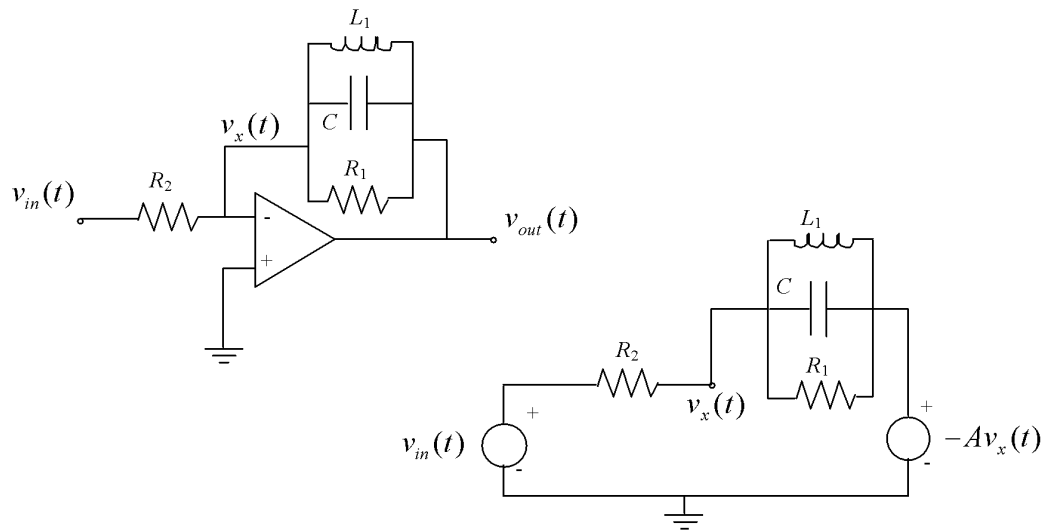 L₁
C
vₓ(t)
R₁
R₂
vᵢₙ(t)
-
+
vₒᵤₜ(t)
L₁
C
R₂
R₁
vₓ(t)
+
+
vᵢₙ(t)
−Avₓ(t)
-
-